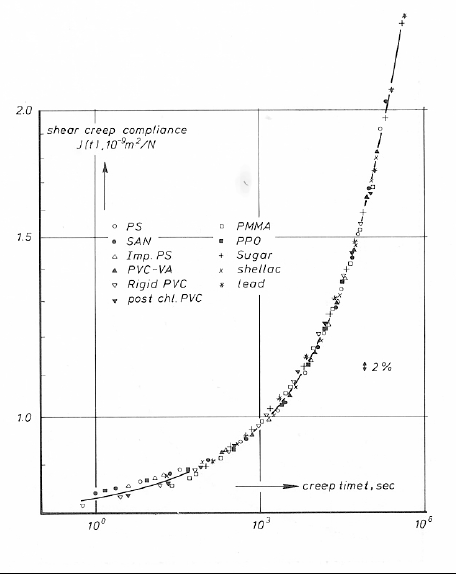 2.0
shear creep compliance
J(t), 10⁻⁹m²/N
○ PS
● SAN
△ Imp. PS
▲ PVC-VA
▽ Rigid PVC
▼ post chl. PVC
□ PMMA
■ PPO
+ Sugar
x shellac
* lead
1.5
2%
1.0
creep time t, sec
10⁰ 10³ 10⁶